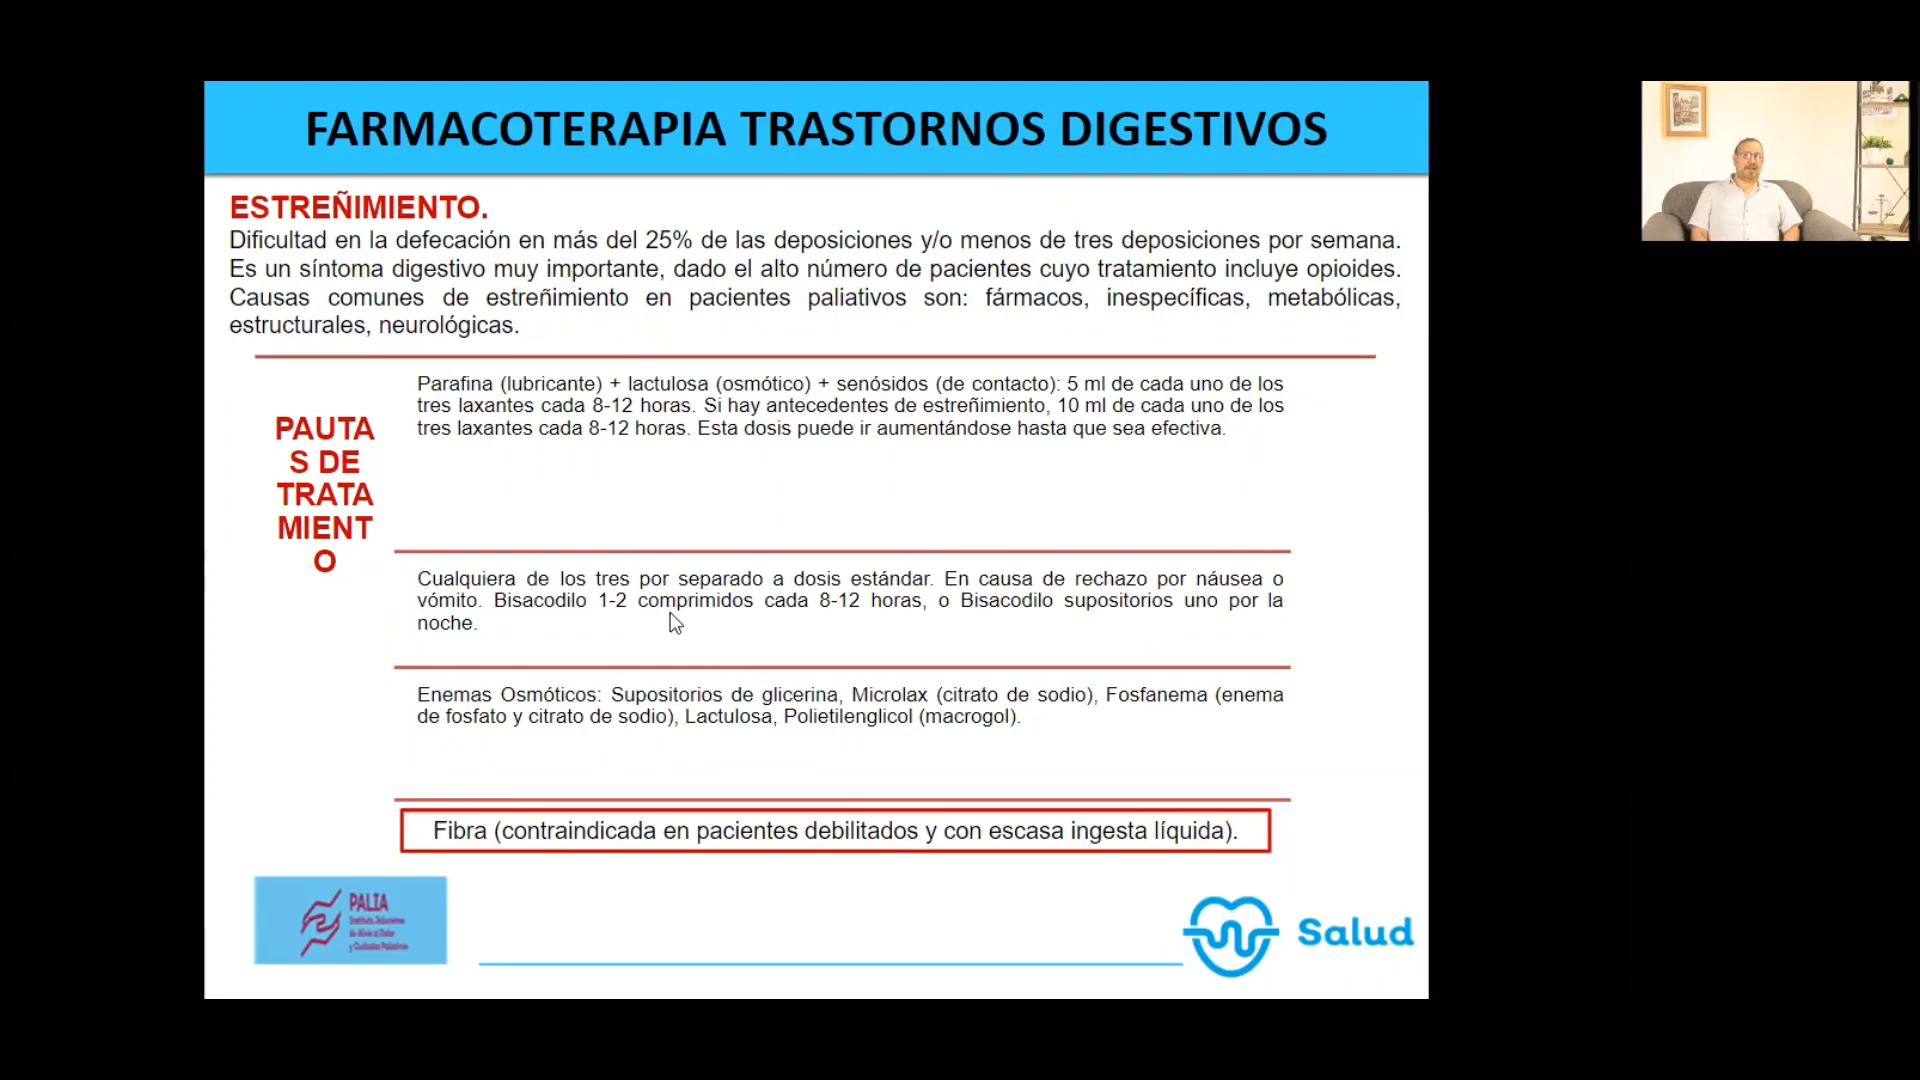 FARMACOTERAPIA TRASTORNOS DIGESTIVOS
ESTREÑIMIENTO.
Dificultad en la defecación en más del 25% de las deposiciones y/o menos de tres deposiciones por semana.
Es un síntoma digestivo muy importante, dado el alto número de pacientes cuyo tratamiento incluye opioides.
Causas comunes de estreñimiento en pacientes paliativos son: fármacos, inespecíficas, metabólicas,
estructurales, neurológicas.
PAUTA
S DE
TRATA
MIENT
O
Parafina (lubricante) + lactulosa (osmótico) + senósidos (de contacto): 5 ml de cada uno de los
tres laxantes cada 8-12 horas. Si hay antecedentes de estreñimiento, 10 ml de cada uno de los
tres laxantes cada 8-12 horas. Esta dosis puede ir aumentándose hasta que sea efectiva.
Cualquiera de los tres por separado a dosis estándar. En causa de rechazo por náusea o
vómito. Bisacodilo 1-2 comprimidos cada 8-12 horas, o Bisacodilo supositorios uno por la
noche.
Enemas Osmóticos: Supositorios de glicerina, Microlax (citrato de sodio), Fosfanema (enema
de fosfato y citrato de sodio), Lactulosa, Polietilenglicol (macrogol).
Fibra (contraindicada en pacientes debilitados y con escasa ingesta líquida).
PALIA
Instituto Jalisciense
de Alivio al Dolor
y Cuidados Paliativos
Salud